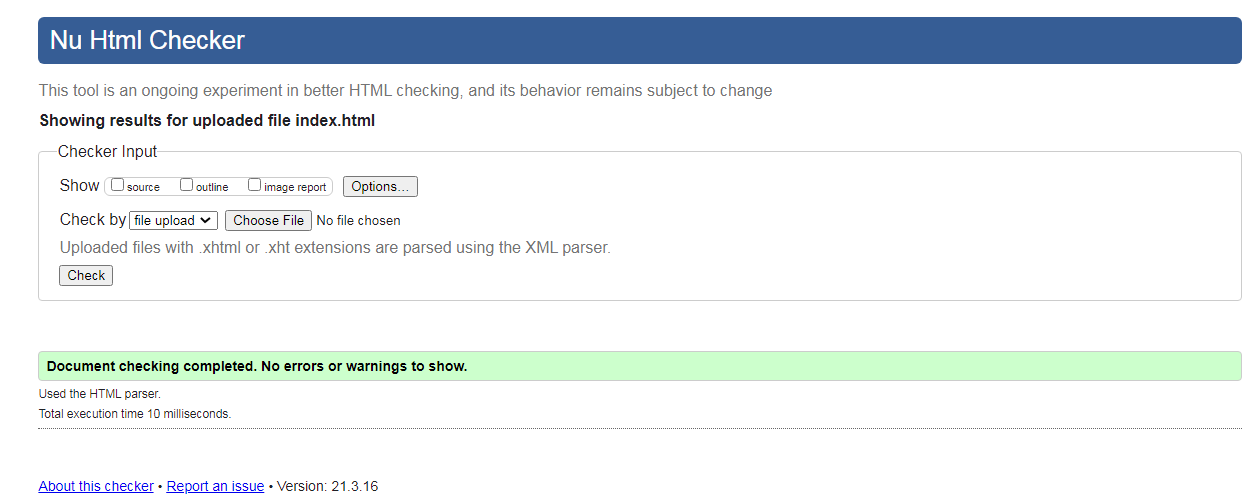 Nu Html Checker
This tool is an ongoing experiment in better HTML checking, and its behavior remains subject to change
Showing results for uploaded file index.html
Checker Input
Show source outline image report Options...
Check by file upload Choose File No file chosen
Uploaded files with .xhtml or .xht extensions are parsed using the XML parser.
Check
Document checking completed. No errors or warnings to show.
Used the HTML parser.
Total execution time 10 milliseconds.
About this checker • Report an issue • Version: 21.3.16